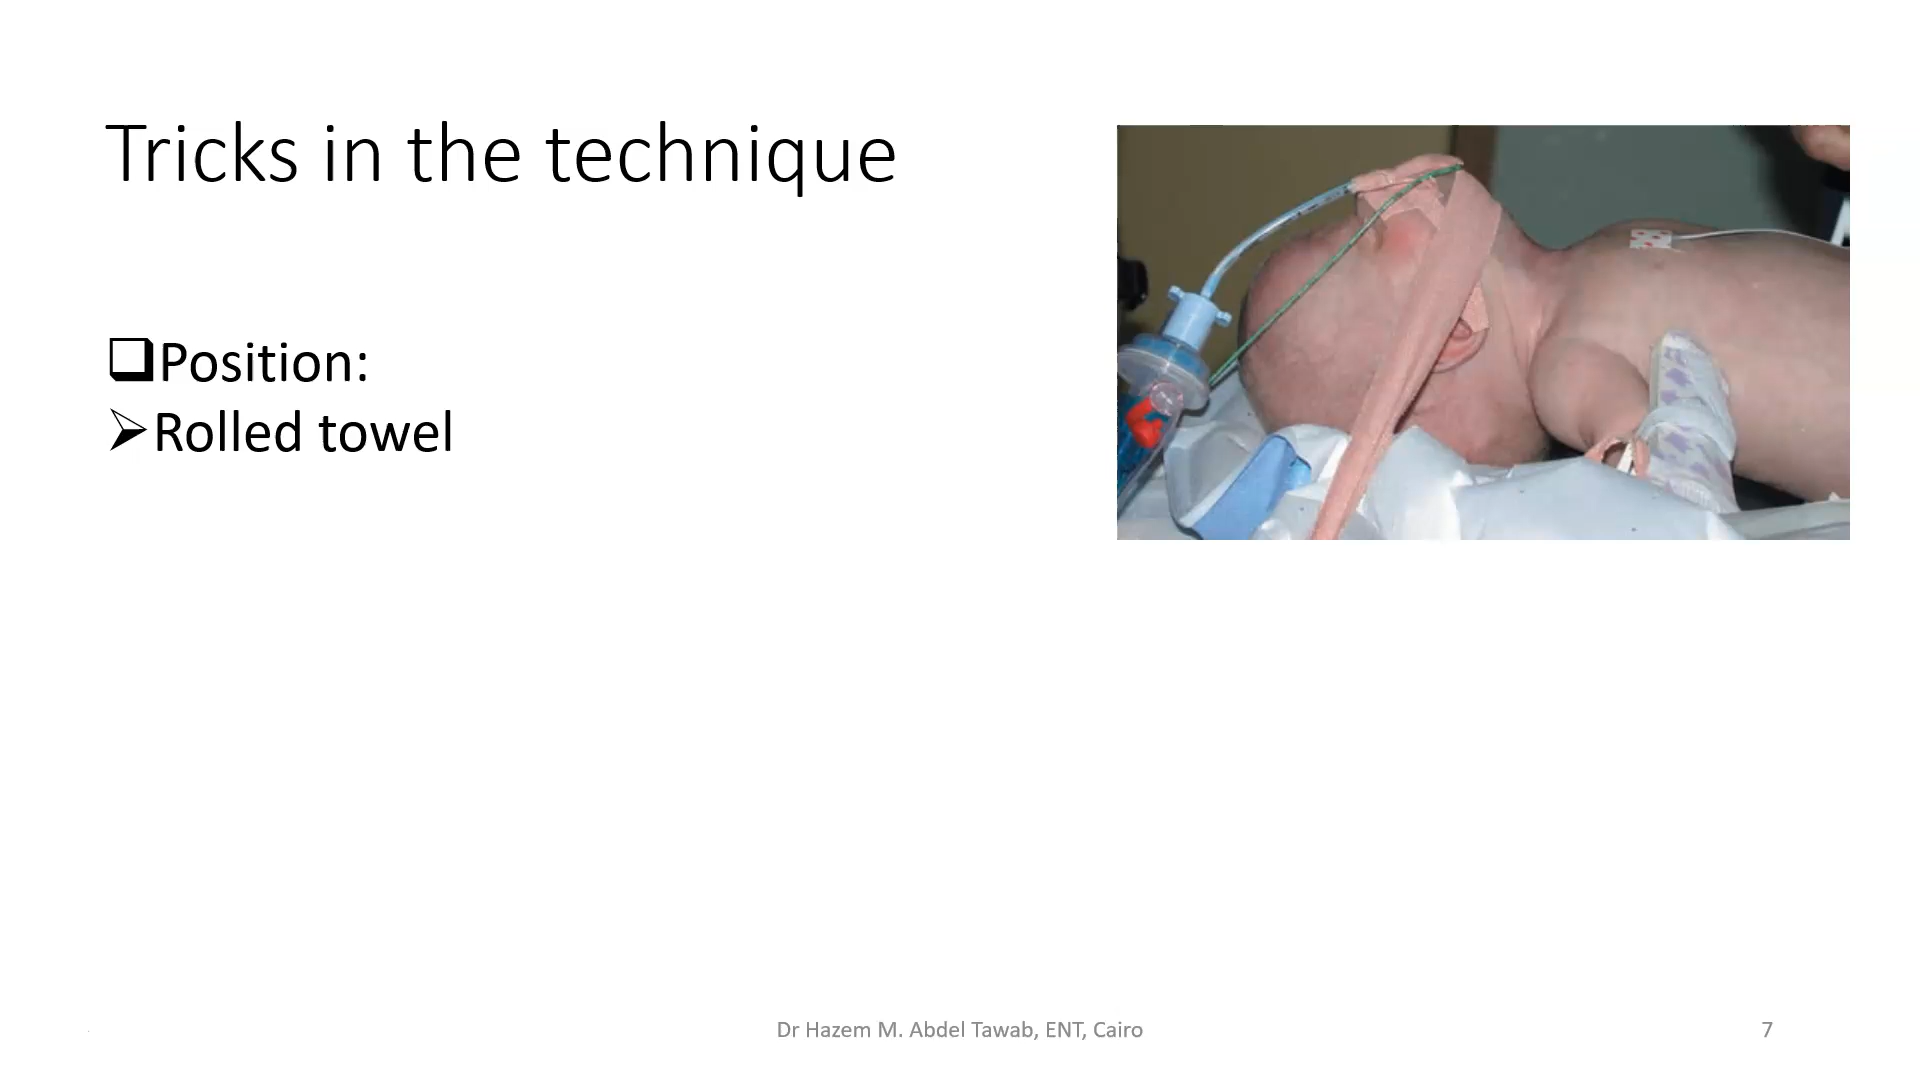 Tricks in the technique
❑Position:
➢Rolled towel
Dr Hazem M. Abdel Tawab, ENT, Cairo
7